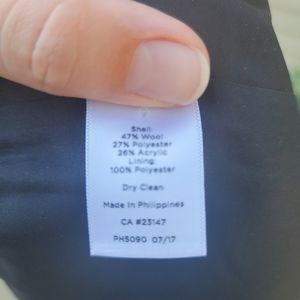 Shell:
47% Wool
27% Polyester
26% Acrylic
Lining:
100% Polyester
Dry Clean
Made In Philippines
CA #23147
PH5090 07/17